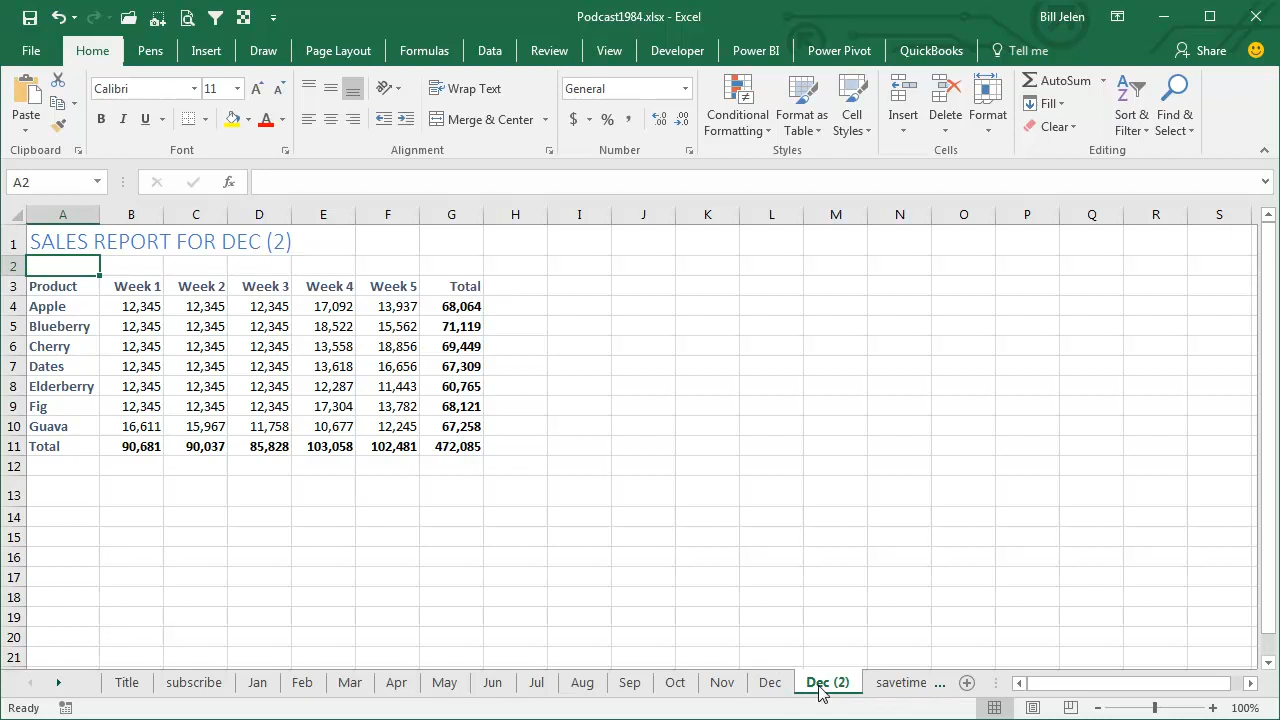 Podcast1984.xlsx - Excel
Bill Jelen
File Home Pens Insert Draw Page Layout Formulas Data Review View Developer Power BI Power Pivot QuickBooks Tell me Share
Calibri 11 Wrap Text General AutoSum
Fill
Paste B I U Merge & Center $ % Conditional Formatting Format as Table Cell Styles Insert Delete Format Clear Sort & Filter Find & Select
Clipboard Font Alignment Number Styles Cells Editing
A2 fx
A B C D E F G H I J K L M N O P Q R S
1 SALES REPORT FOR DEC (2)
2
3 Product Week 1 Week 2 Week 3 Week 4 Week 5 Total
4 Apple 12,345 12,345 12,345 17,092 13,937 68,064
5 Blueberry 12,345 12,345 12,345 18,522 15,562 71,119
6 Cherry 12,345 12,345 12,345 13,558 18,856 69,449
7 Dates 12,345 12,345 12,345 13,618 16,656 67,309
8 Elderberry 12,345 12,345 12,345 12,287 11,443 60,765
9 Fig 12,345 12,345 12,345 17,304 13,782 68,121
10 Guava 16,611 15,967 11,758 10,677 12,245 67,258
11 Total 90,681 90,037 85,828 103,058 102,481 472,085
12
13
14
15
16
17
18
19
20
21
Title subscribe Jan Feb Mar Apr May Jun Jul Aug Sep Oct Nov Dec Dec (2) savetime ...
Ready 100%